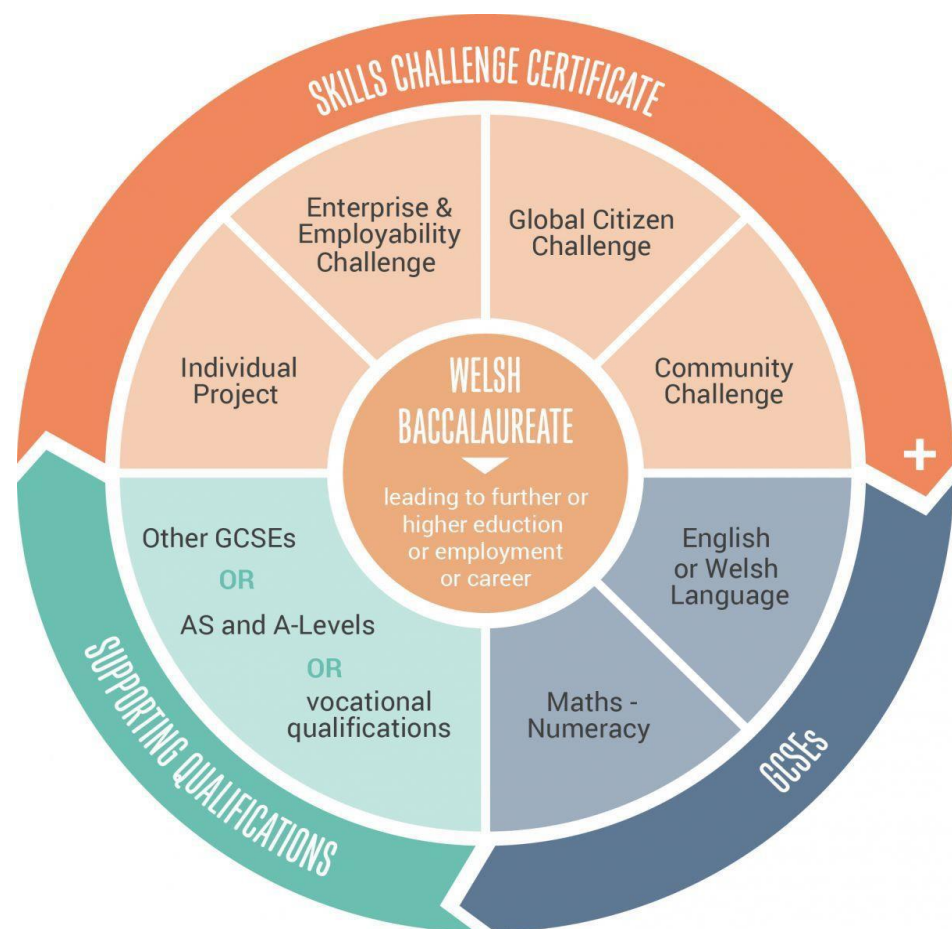 SKILLS CHALLENGE CERTIFICATE
Enterprise &
Employability
Challenge
Global Citizen
Challenge
Individual
Project
WELSH
BACCALAUREATE
leading to further or
higher eduction
or employment
or career
Community
Challenge
+
Other GCSEs
OR
AS and A-Levels
OR
vocational
qualifications
English
or Welsh
Language
Maths -
Numeracy
SUPPORTING QUALIFICATIONS
GCSEs